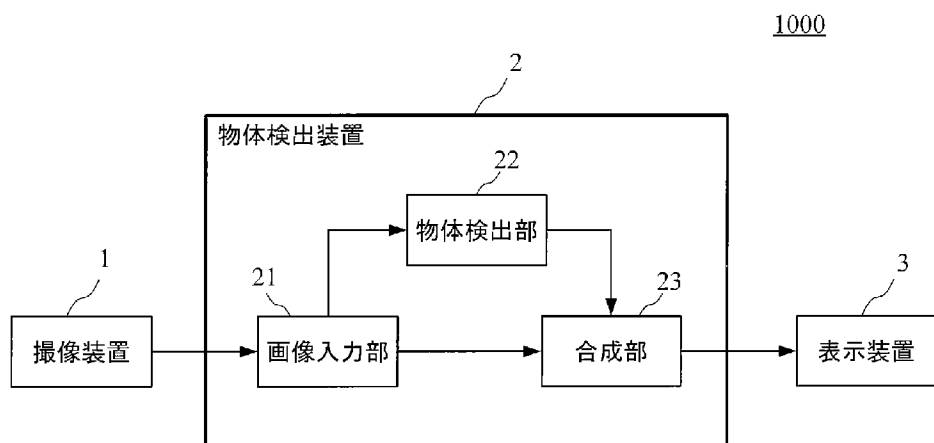 1000
2
物体検出装置
22
物体検出部
1
21
23
3
撮像装置
画像入力部
合成部
表示装置